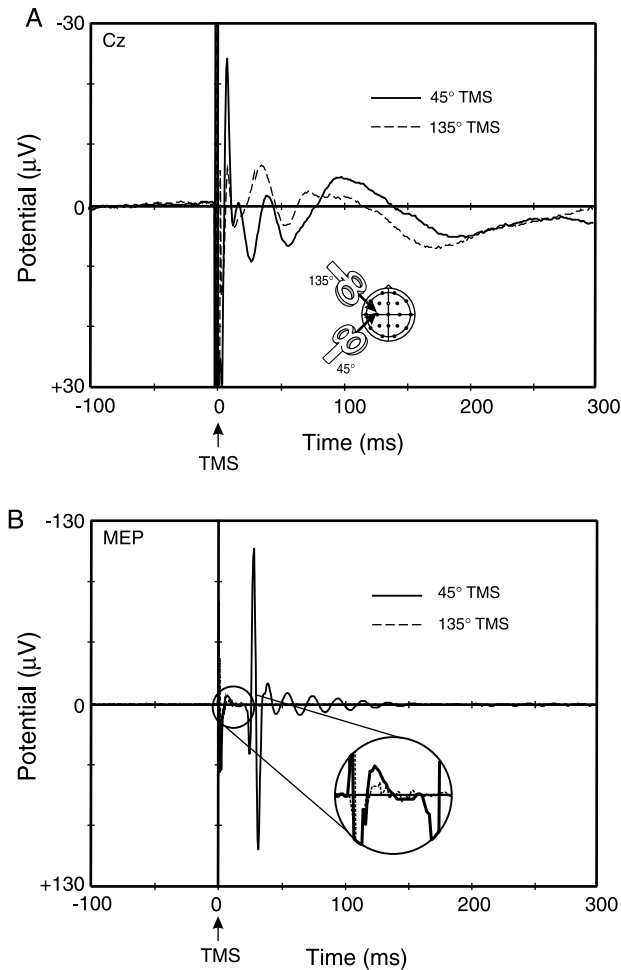 A
-30
Cz
45° TMS
135° TMS
Potential (μV)
0
135°
45°
+30
-100
0
100
200
300
Time (ms)
TMS
B
-130
MEP
45° TMS
135° TMS
Potential (μV)
0
+130
-100
0
100
200
300
Time (ms)
TMS